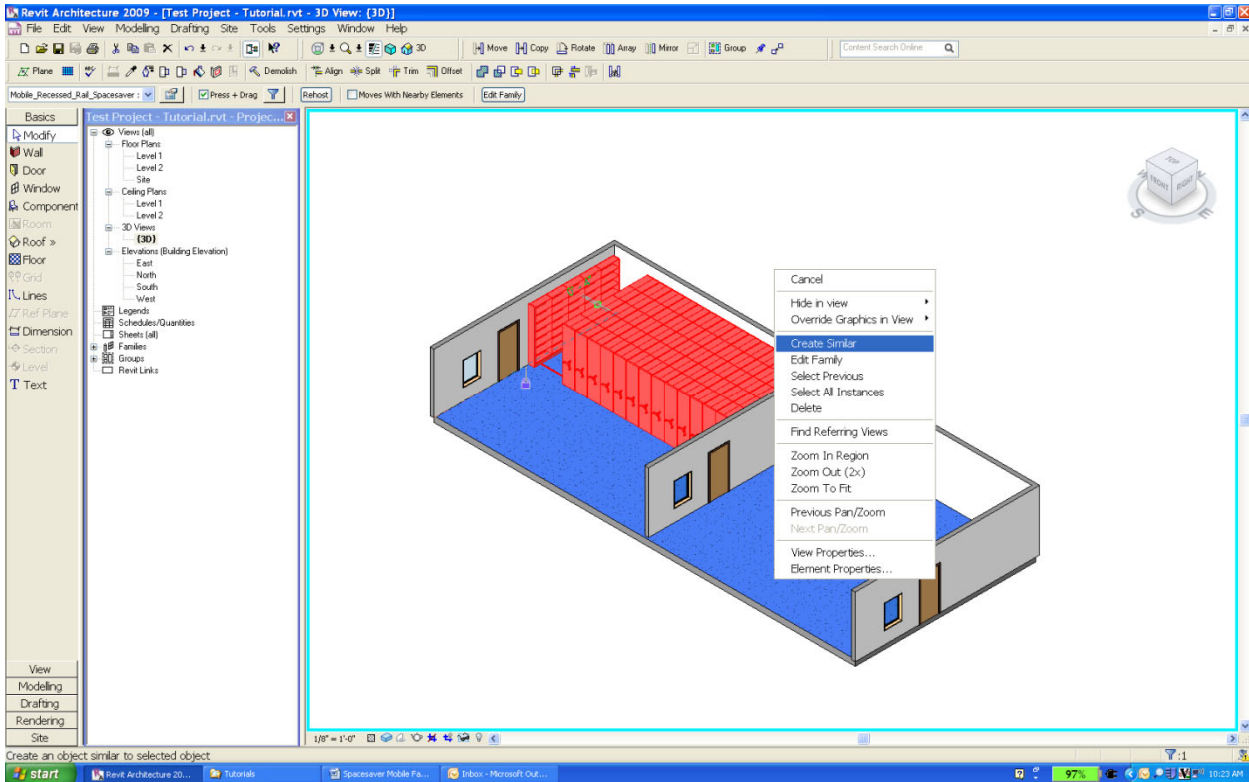 Revit Architecture 2009 - [Test Project - Tutorial.rvt - 3D View: {3D}]
File Edit View Modelling Drafting Site Tools Settings Window Help
3D Move Copy Rotate Array Mirror Group Content Search Online
Plane Demolish Align Split Trim Offset
Mobile_Recessed_Rail_Spacesaver : Press + Drag Rehost Moves With Nearby Elements Edit Family
Basics
Modify
Wall
Door
Window
Component
Room
Roof »
Floor
Grid
Lines
Ref Plane
Dimension
Section
Level
Text
View
Modelling
Drafting
Rendering
Site
Test Project - Tutorial.rvt - Projec...
Views (all)
Floor Plans
Level 1
Level 2
Site
Ceiling Plans
Level 1
Level 2
3D Views
{3D}
Elevations (Building Elevation)
East
North
South
West
Legends
Schedules/Quantities
Sheets (all)
Families
Groups
Revit Links
TOP
FRONT
RIGHT
S
E
Cancel
Hide in view
Override Graphics in View
Create Similar
Edit Family
Select Previous
Select All Instances
Delete
Find Referring Views
Zoom In Region
Zoom Out (2x)
Zoom To Fit
Previous Pan/Zoom
Next Pan/Zoom
View Properties...
Element Properties...
1/8" = 1'-0"
Create an object similar to selected object
:1
start
Revit Architecture 20...
Tutorials
Spacesaver Mobile Fa...
Inbox - Microsoft Out...
97%
10:23 AM